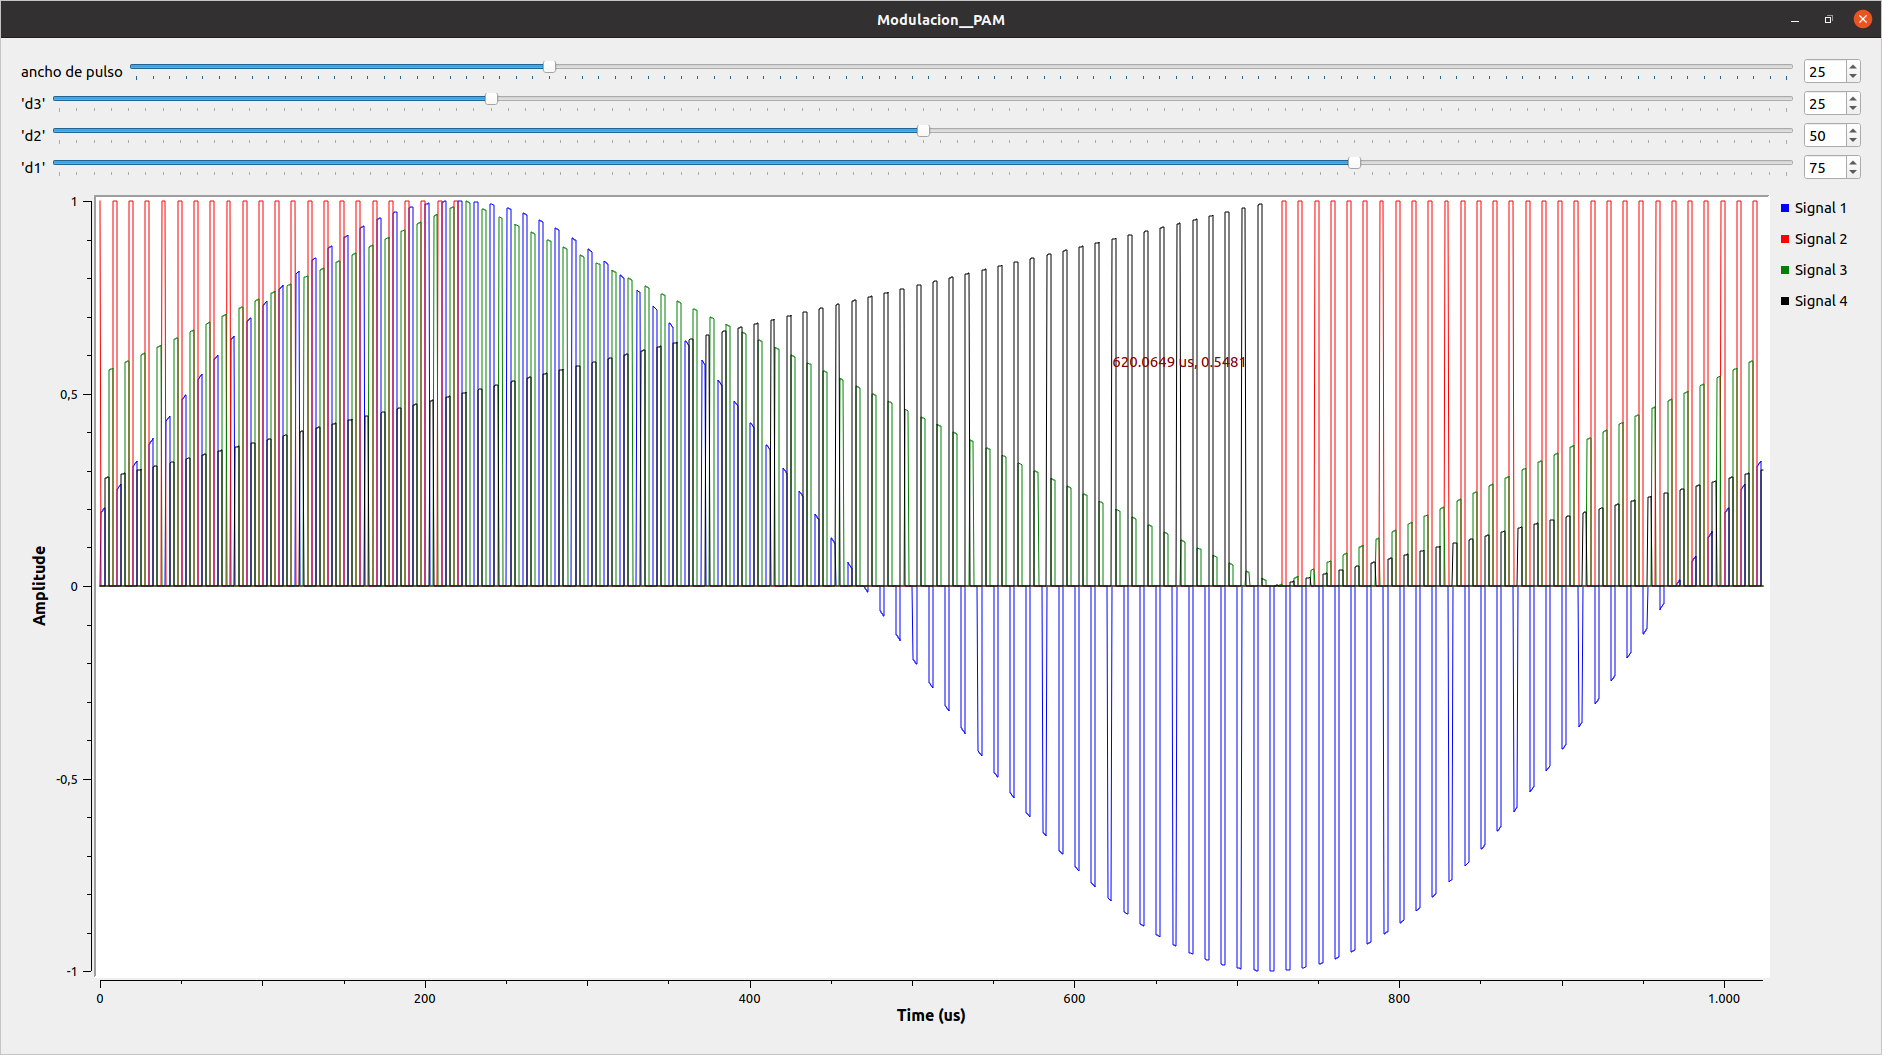 Modulacion__PAM
ancho de pulso 25
'd3' 25
'd2' 50
'd1' 75
1
0,5
0
-0,5
-1
Amplitude
Signal 1
Signal 2
Signal 3
Signal 4
620.0649 us, 0.5481
0 200 400 600 800 1.000
Time (us)